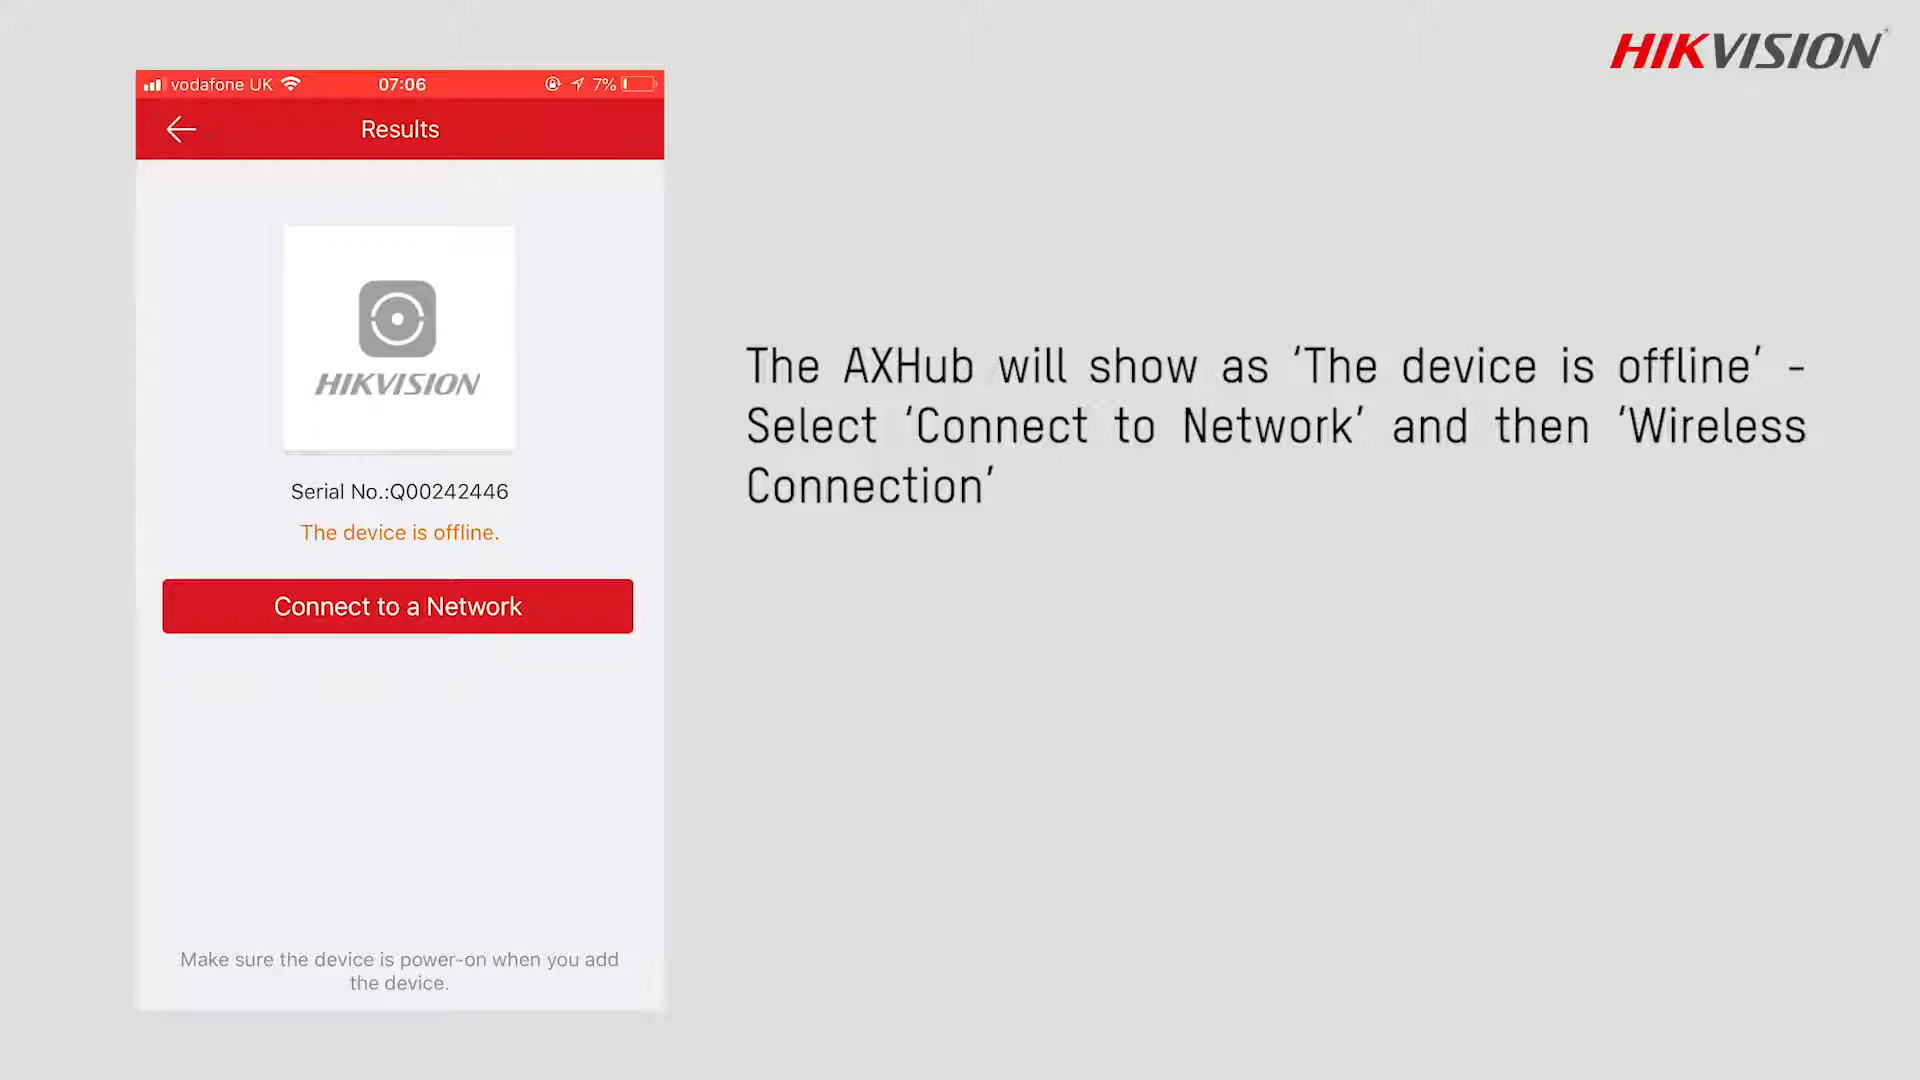 HIKVISION
vodafone UK 07:06 7%
Results
HIKVISION
Serial No.:Q00242446
The device is offline.
Connect to a Network
Make sure the device is power-on when you add
the device.
The AXHub will show as ‘The device is offline’ -
Select ‘Connect to Network’ and then ‘Wireless
Connection’